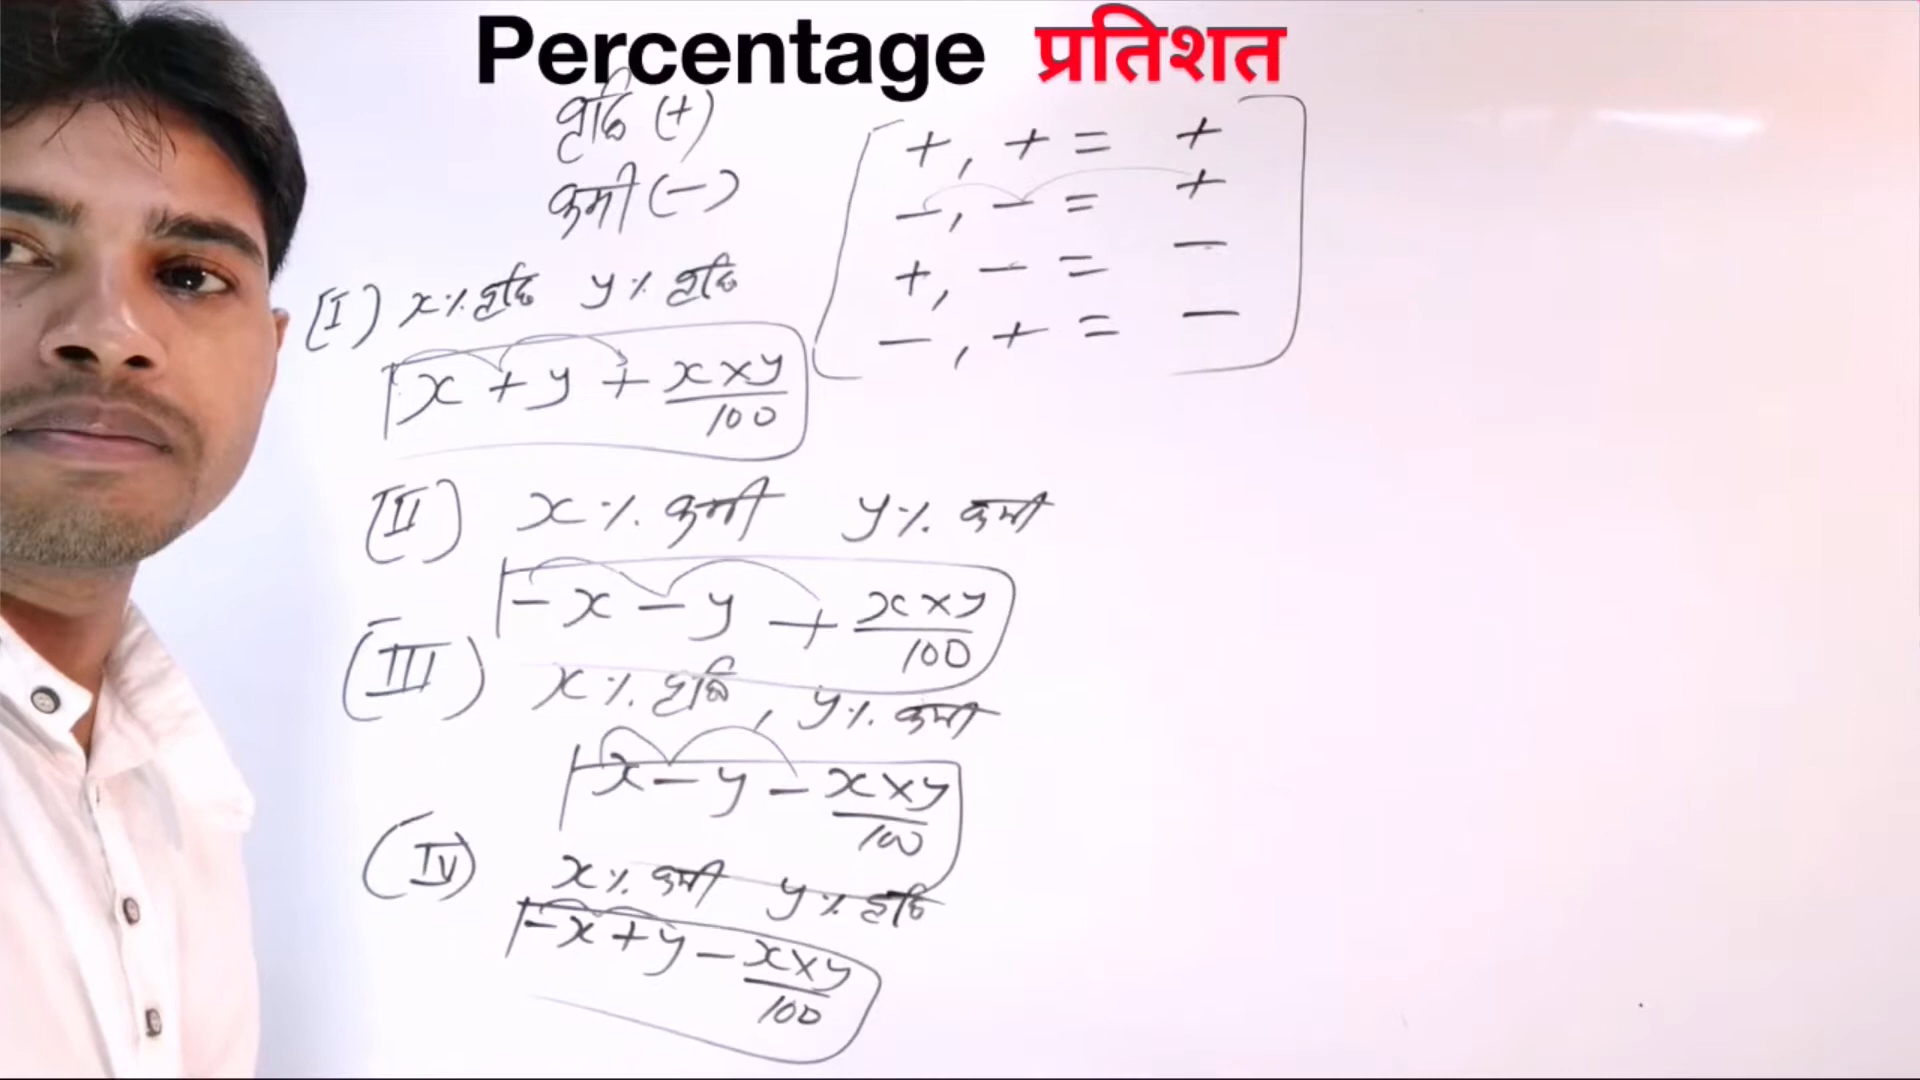 Percentage प्रतिशत
वृद्धि (+)
कमी (-)
+, + = +
-, - = +
+, - = -
-, + = -
(I) x% वृद्धि y% वृद्धि
x + y + x×y/100
(II) x% कमी y% कमी
-x - y + x×y/100
(III) x% वृद्धि, y% कमी
x - y - x×y/100
(IV) x% कमी y% वृद्धि
-x + y - x×y/100